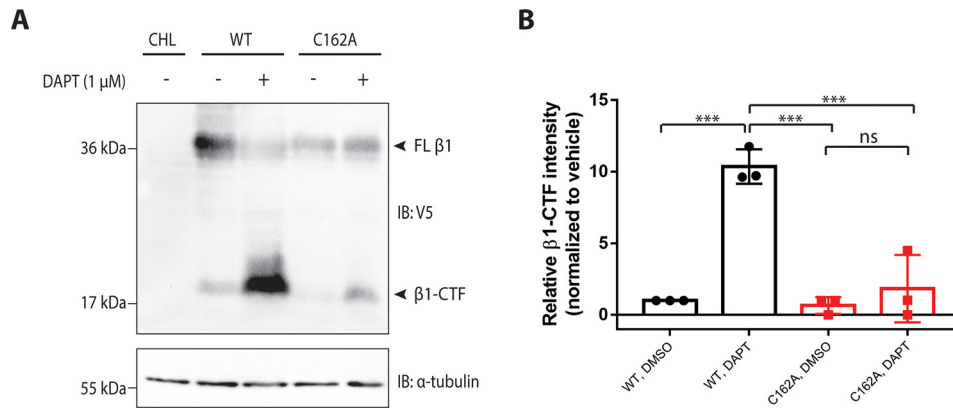 A
CHL WT C162A
DAPT (1 µM) - - + - +
36 kDa
FL β1
IB: V5
β1-CTF
17 kDa
55 kDa
IB: α-tubulin
B
Relative β1-CTF intensity
(normalized to vehicle)
15
10
5
0
***
*** ***
ns
WT, DMSO
WT, DAPT
C162A, DMSO
C162A, DAPT